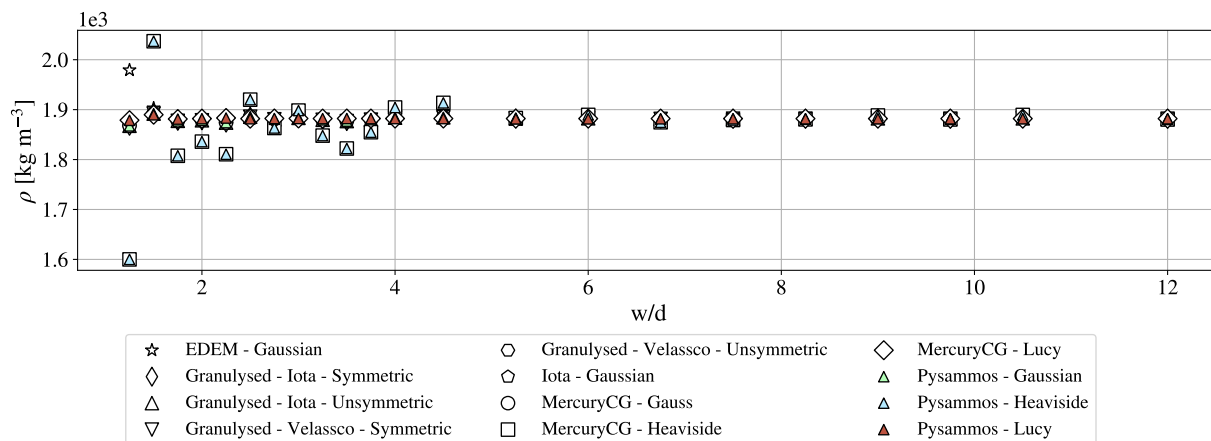 1e3
2.0
1.9
1.8
1.7
1.6
ρ [kg m⁻³]
2 4 6 8 10 12
w/d
EDEM - Gaussian
Granulysed - Iota - Symmetric
Granulysed - Iota - Unsymmetric
Granulysed - Velassco - Symmetric
Granulysed - Velassco - Unsymmetric
Iota - Gaussian
MercuryCG - Gauss
MercuryCG - Heaviside
MercuryCG - Lucy
Pysammos - Gaussian
Pysammos - Heaviside
Pysammos - Lucy